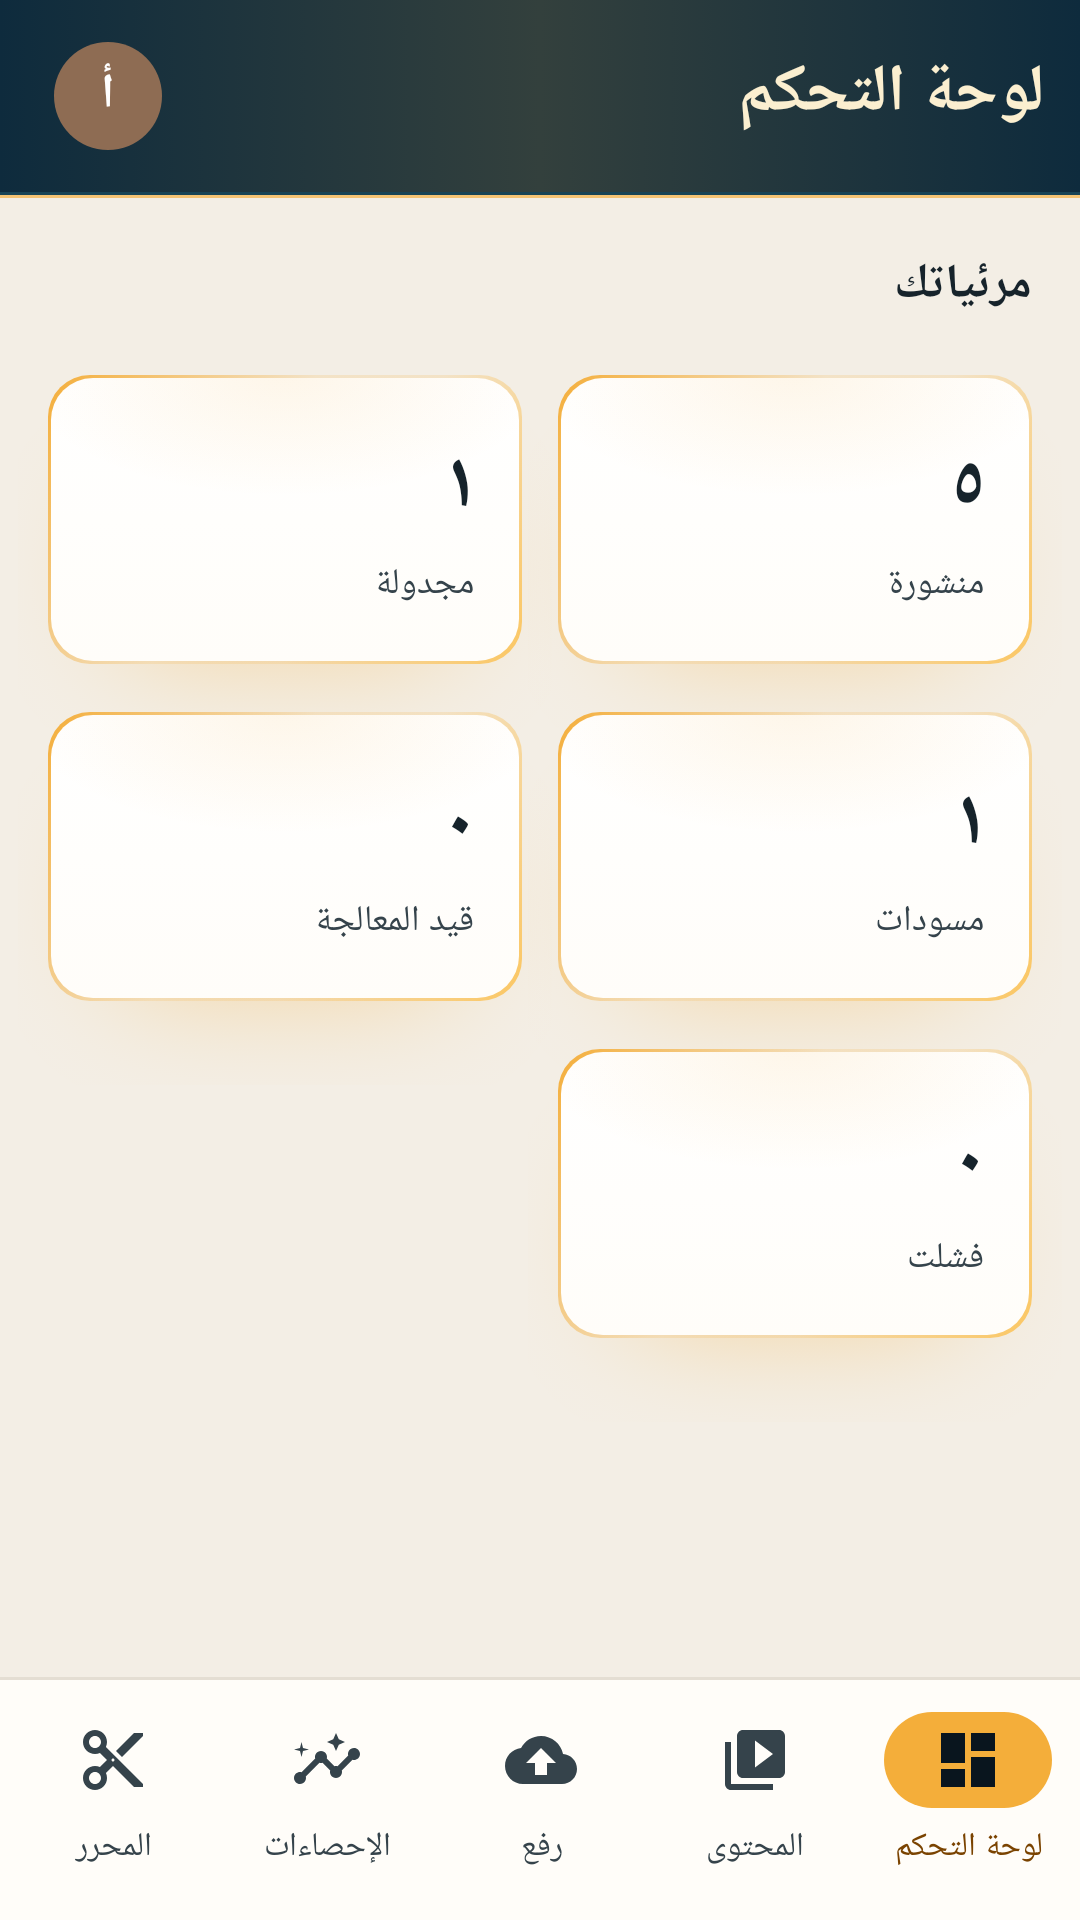 لوحة التحكم
أ
مرئياتك
٥
منشورة
١
مجدولة
١
مسودات
٠
قيد المعالجة
٠
فشلت
لوحة التحكم
المحتوى
رفع
الإحصاءات
المحرر